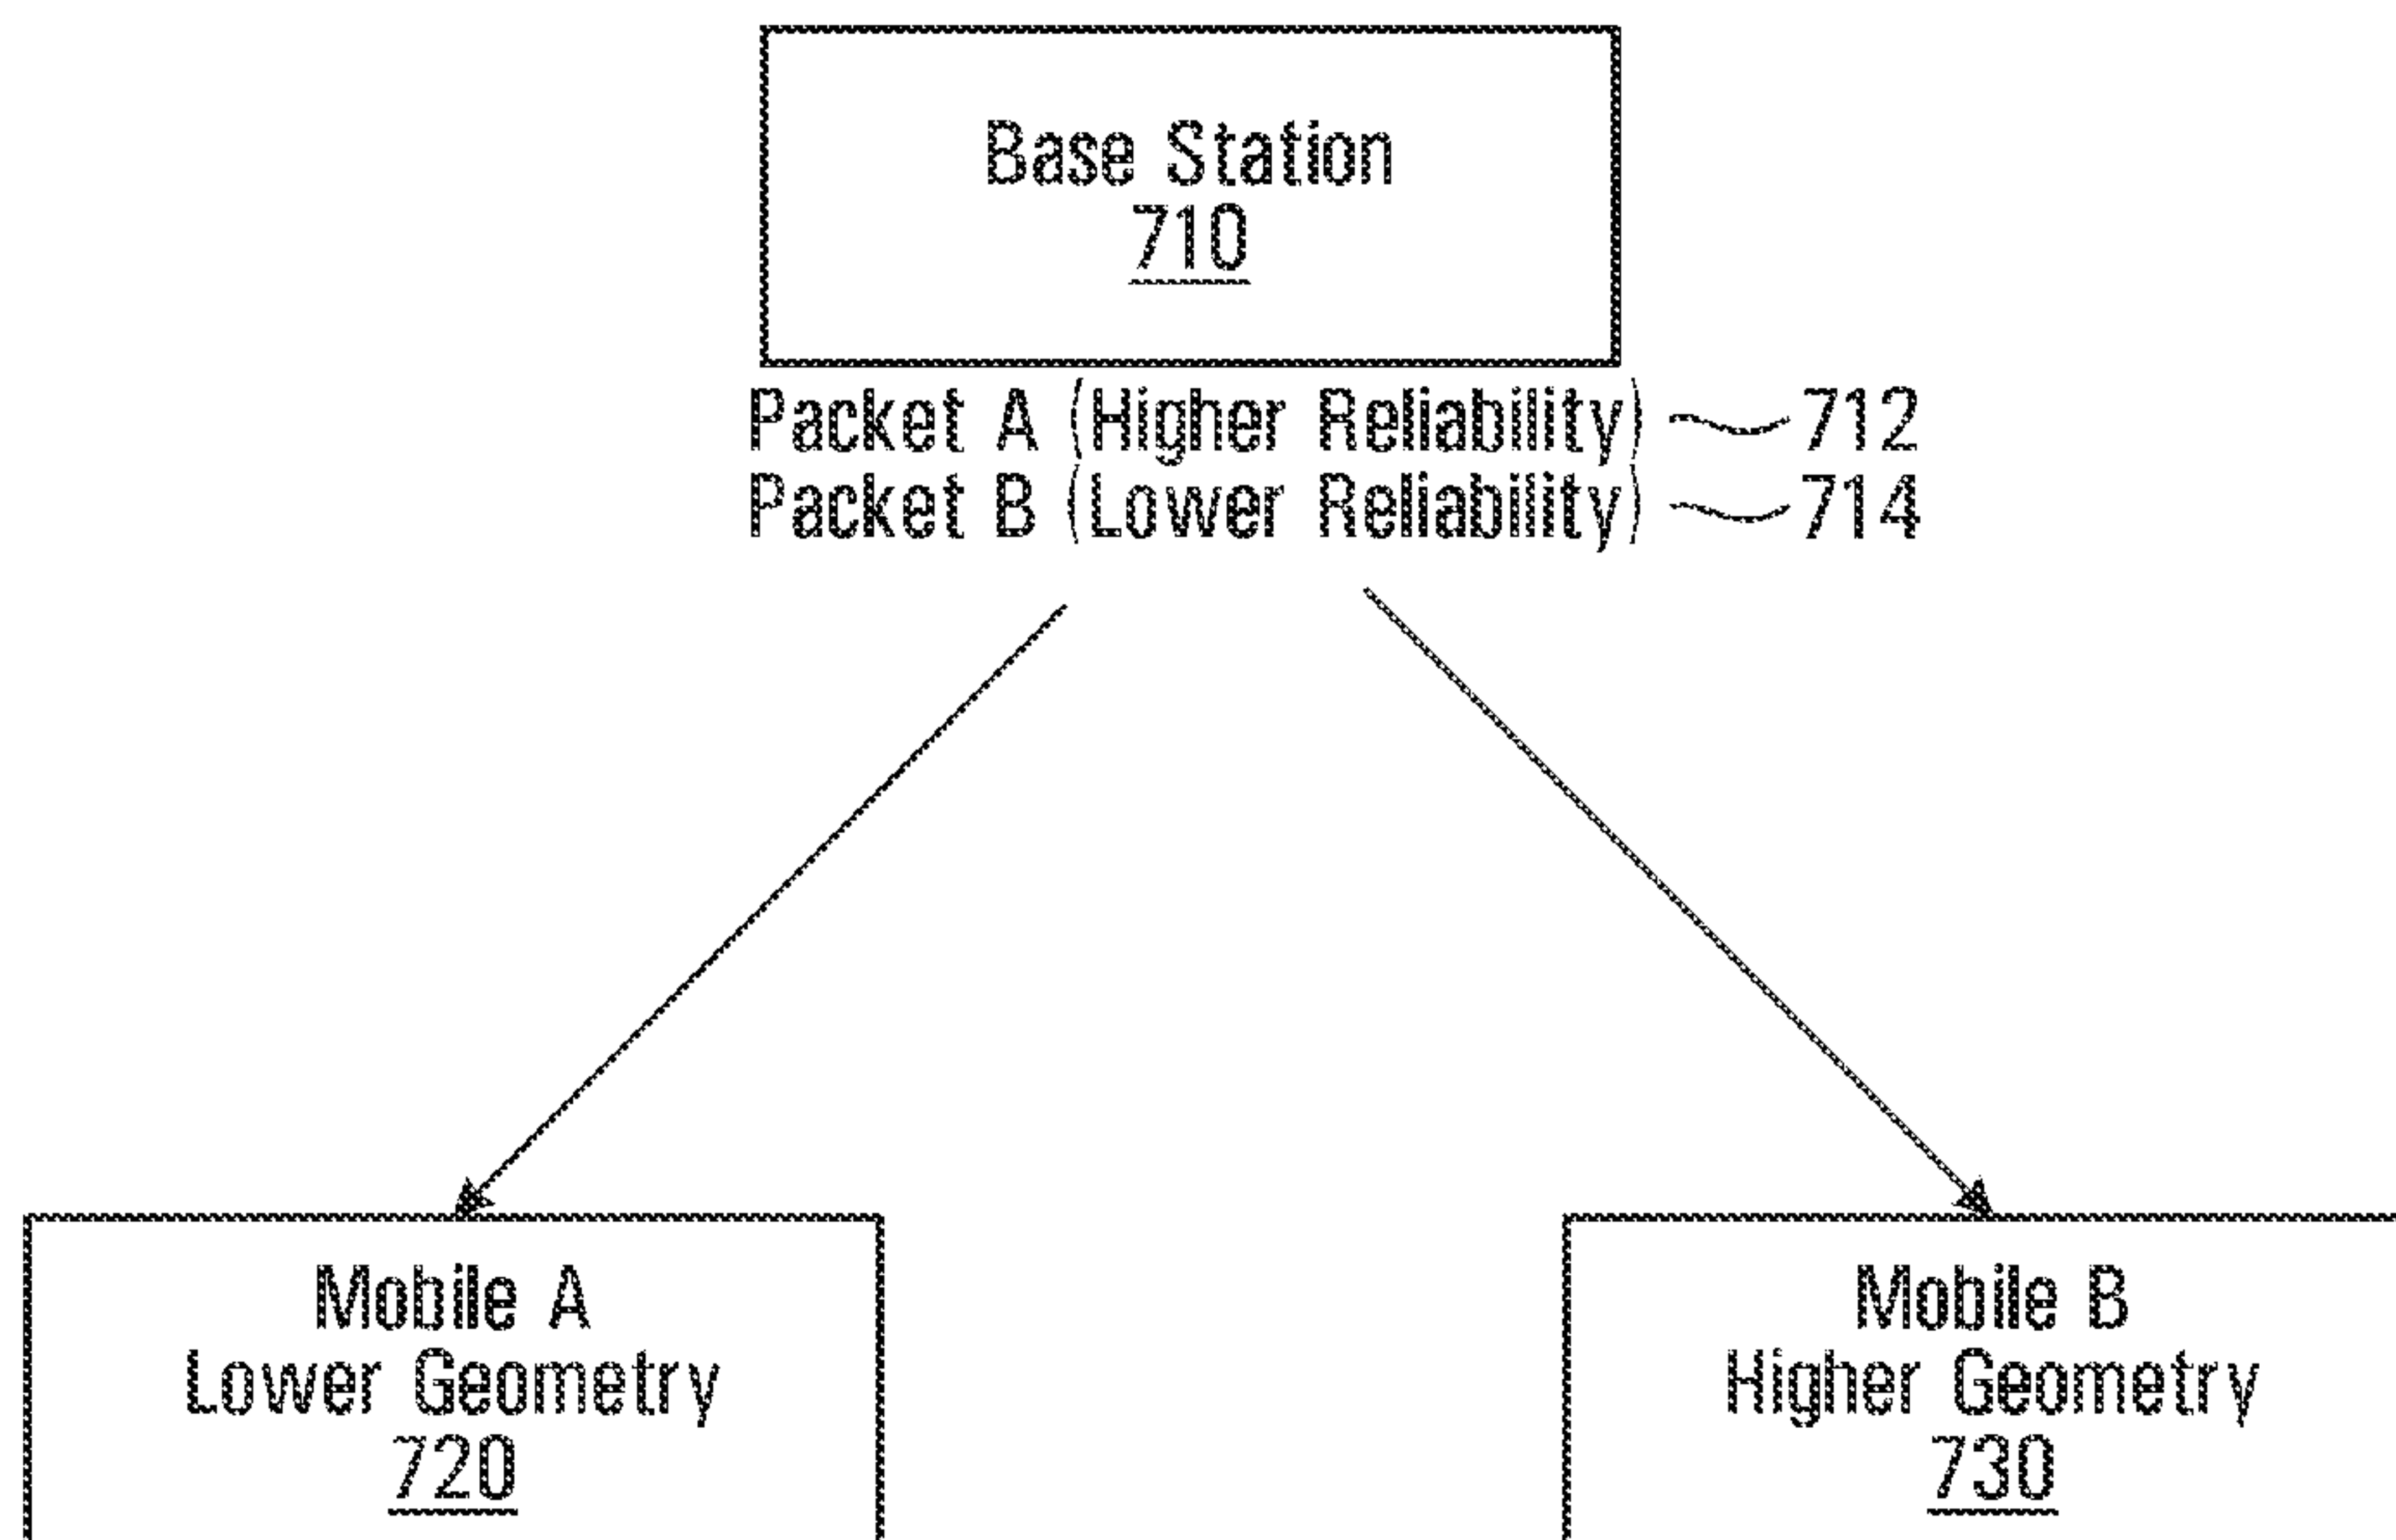 Base Station
710
Packet A (Higher Reliability) 712
Packet B (Lower Reliability) 714
Mobile A
Lower Geometry
720
Mobile B
Higher Geometry
730